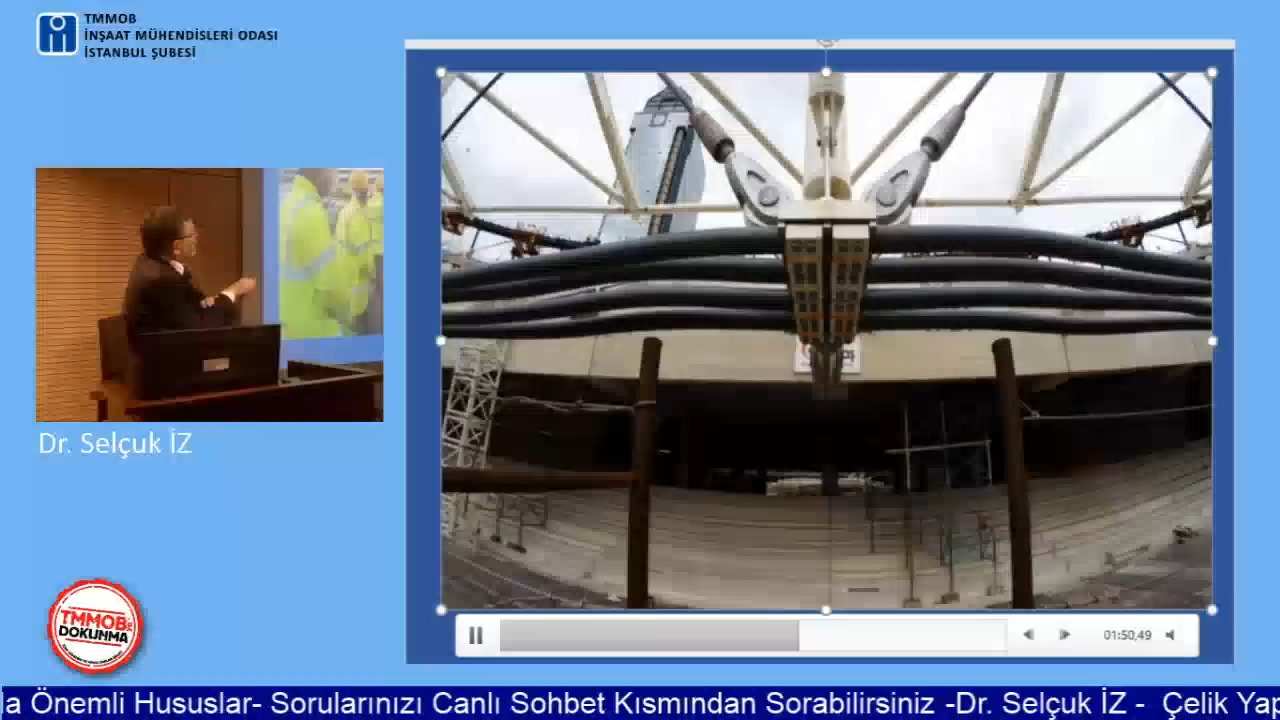 TMMOB
İNŞAAT MÜHENDİSLERİ ODASI
İSTANBUL ŞUBESİ
Dr. Selçuk İZ
TMMOB'YE
DOKUNMA
01:50,49
a Önemli Hususlar- Sorularınızı Canlı Sohbet Kısmından Sorabilirsiniz -Dr. Selçuk İZ - Çelik Yap